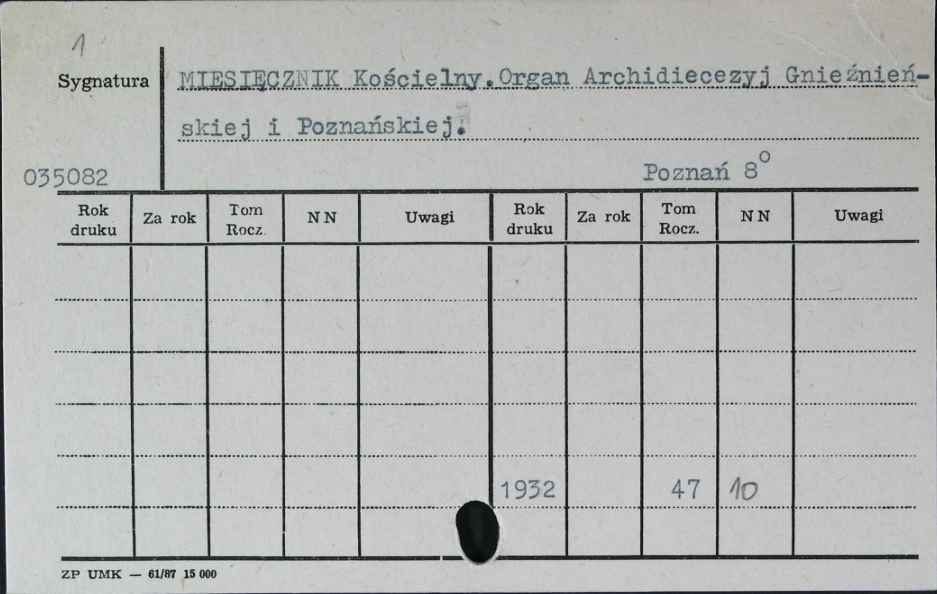 1
Sygnatura
MIESIĘCZNIK Kościelny.Organ Archidiecezyj Gnieźnień-
skiej i Poznańskiej.
035082
Poznań 8°
Rok druku Za rok Tom Rocz. N N Uwagi Rok druku Za rok Tom Rocz. N N Uwagi
1932 47 10
ZP UMK — 61/87 15 000